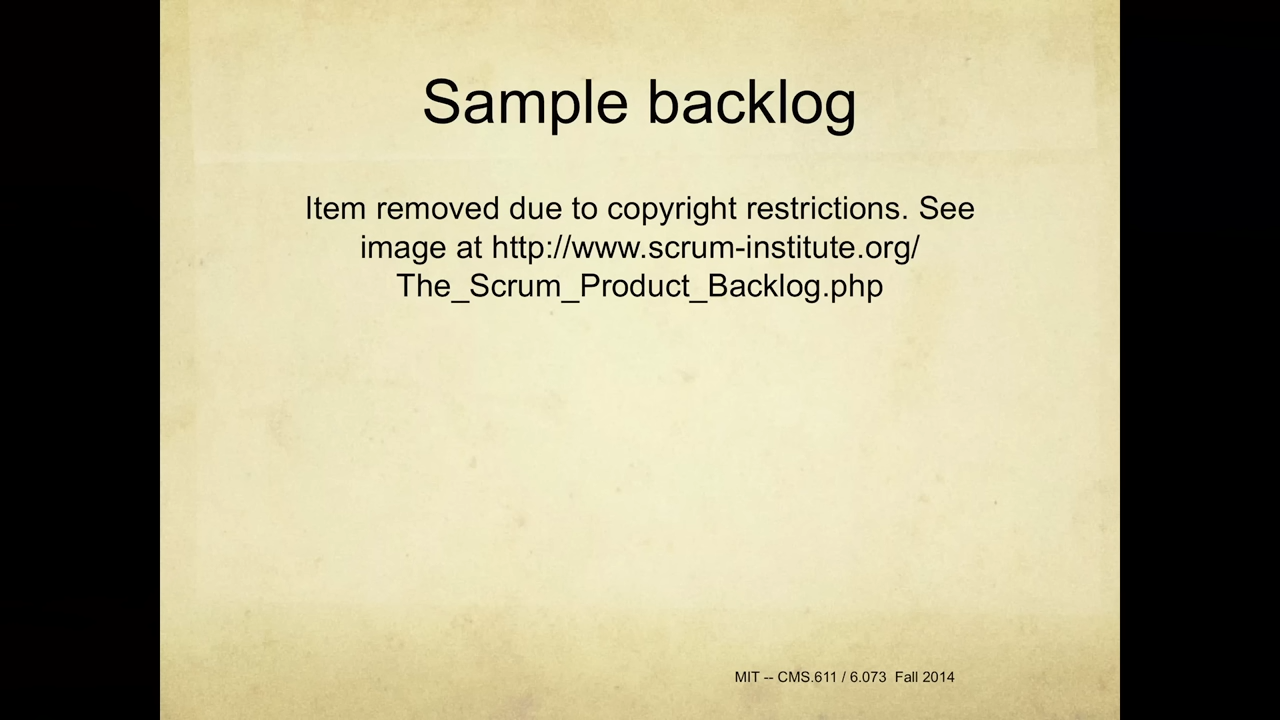 Sample backlog
Item removed due to copyright restrictions. See
image at http://www.scrum-institute.org/
The_Scrum_Product_Backlog.php
MIT -- CMS.611 / 6.073 Fall 2014